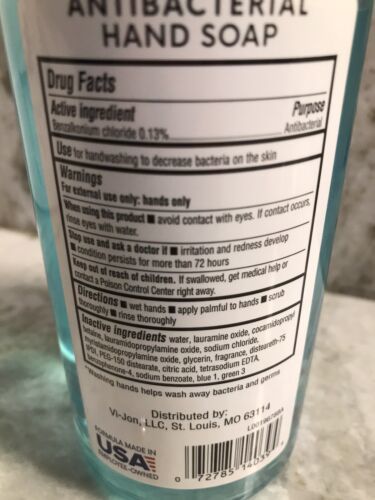 ANTIBACTERIAL
HAND SOAP
Drug Facts
Active ingredient Purpose
Benzalkonium chloride 0.13% Antibacterial
Use for handwashing to decrease bacteria on the skin
Warnings
For external use only: hands only
When using this product ■ avoid contact with eyes. If contact occurs,
rinse eyes with water.
Stop use and ask a doctor if ■ irritation and redness develop
■ condition persists for more than 72 hours
Keep out of reach of children. If swallowed, get medical help or
contact a Poison Control Center right away.
Directions ■ wet hands ■ apply palmful to hands ■ scrub
thoroughly ■ rinse thoroughly
Inactive ingredients water, lauramine oxide, cocamidopropyl
betaine, lauramidopropylamine oxide, sodium chloride,
myristamidopropylamine oxide, glycerin, fragrance, disteareth-75
IPDI, PEG-150 distearate, citric acid, tetrasodium EDTA,
benzophenone-4, sodium benzoate, blue 1, green 3
*Washing hands helps wash away bacteria and germs
Distributed by:
Vi-Jon, LLC, St. Louis, MO 63114
FORMULA MADE IN
USA
EMPLOYEE-OWNED
0 72785 14035